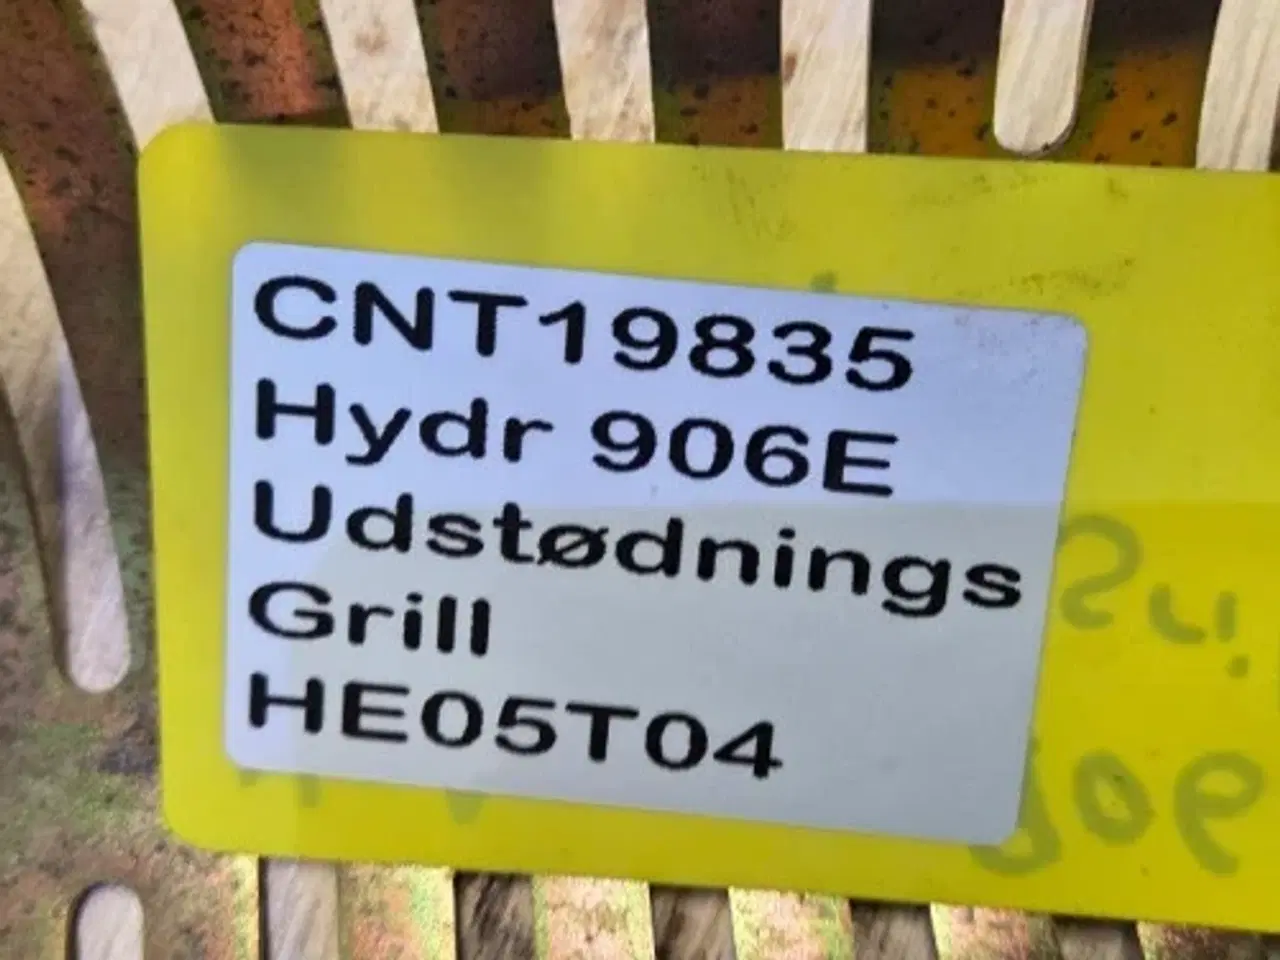 CNT19835
Hydr 906E
Udstødnings
Grill
HE05T04